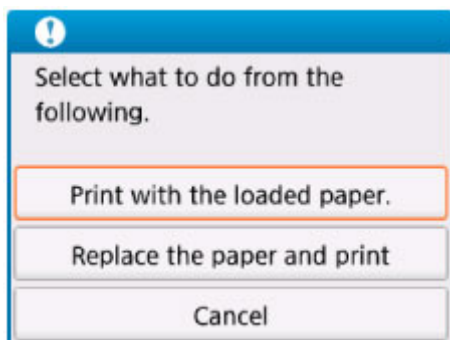 Select what to do from the
following.
Print with the loaded paper.
Replace the paper and print
Cancel